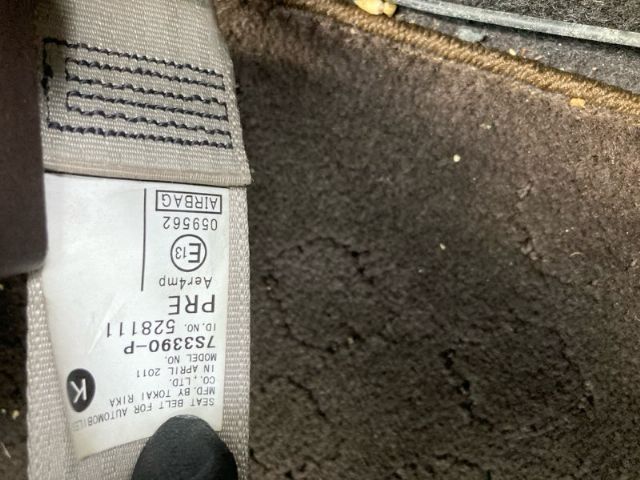 SEAT BELT FOR AUTOMOBILE
MFD. BY TOKAI RIKA
CO., LTD.
IN APRIL 2011
K
MODEL NO.
7S3390-P
ID. NO. 528111
PRE
Aer4mp
E13
059562
AIRBAG